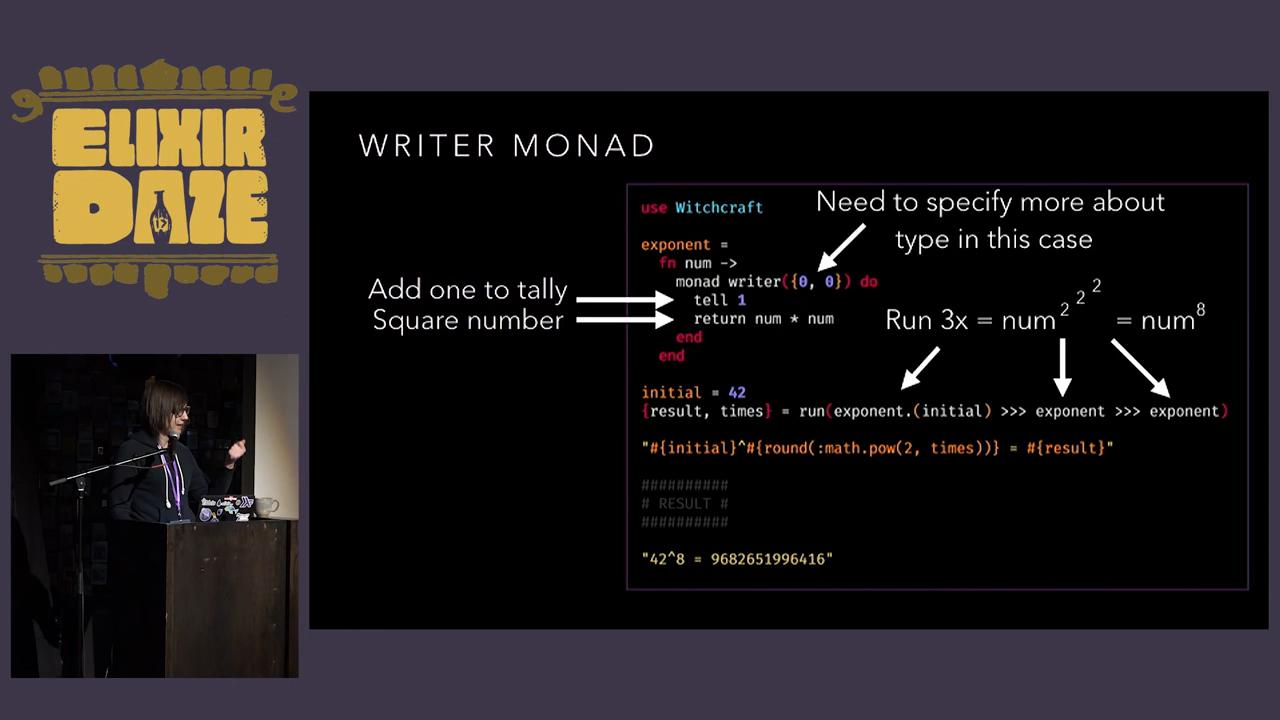 ELIXIR
DAZE
WRITER MONAD
Need to specify more about
type in this case
Add one to tally
Square number
Run 3x = num^2^2^2 = num^8
use Witchcraft
exponent =
fn num ->
monad writer({0, 0}) do
tell 1
return num * num
end
end
initial = 42
{result, times} = run(exponent.(initial) >>> exponent >>> exponent)
"#{initial}^#{round(:math.pow(2, times))} = #{result}"
##########
# RESULT #
##########
"42^8 = 9682651996416"